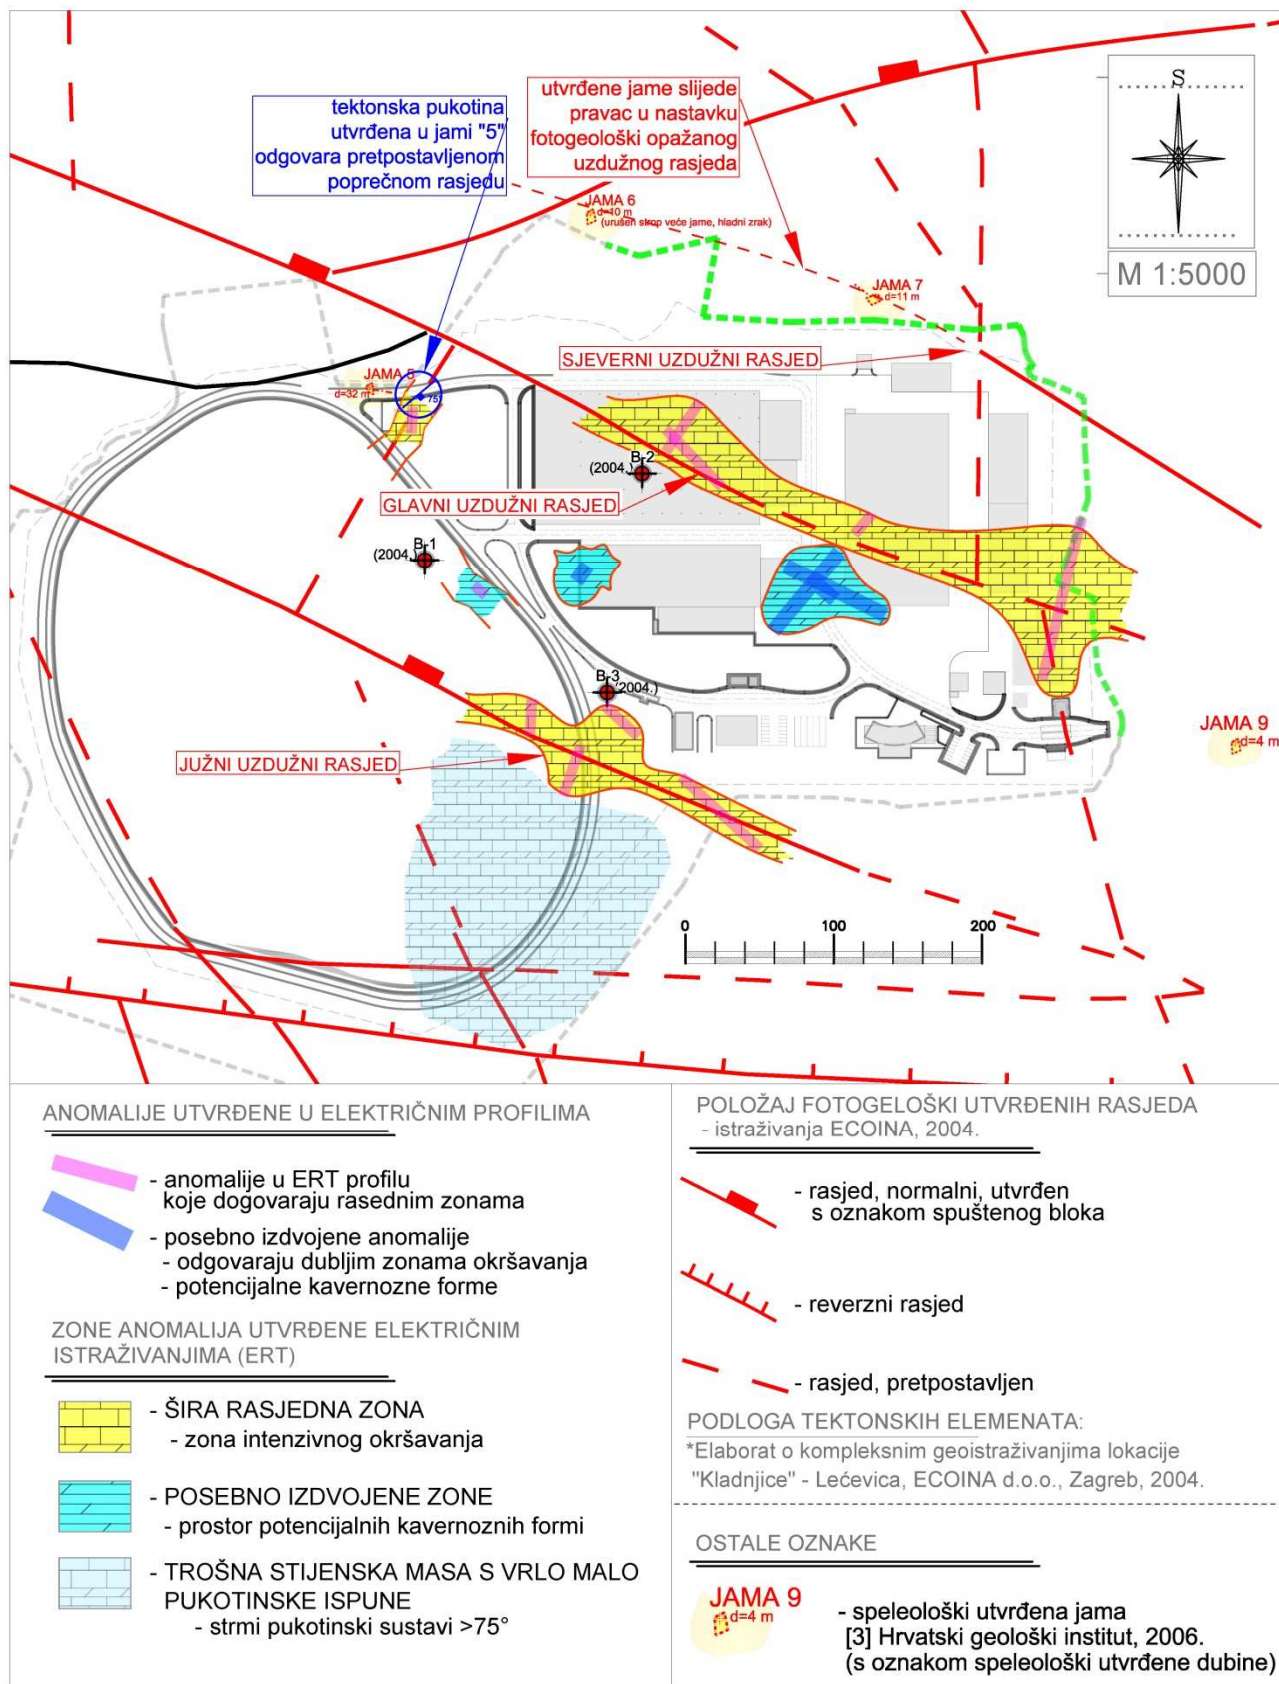 tektonska pukotina
utvrđena u jami "5"
odgovara pretpostavljenom
poprečnom rasjedu
utvrđene jame slijede
pravac u nastavku
fotogeološki opažanog
uzdužnog rasjeda
S
M 1:5000
JAMA 6
d=10 m
(urušen strop veće jame, hladni zrak)
JAMA 7
d=11 m
SJEVERNI UZDUŽNI RASJED
JAMA 5
d=32 m
75
B-2
(2004.)
GLAVNI UZDUŽNI RASJED
B-1
(2004.)
B-3
(2004.)
JAMA 9
d=4 m
JUŽNI UZDUŽNI RASJED
0 100 200
ANOMALIJE UTVRĐENE U ELEKTRIČNIM PROFILIMA
- anomalije u ERT profilu
koje dogovaraju rasednim zonama
- posebno izdvojene anomalije
- odgovaraju dubljim zonama okršavanja
- potencijalne kavernozne forme
ZONE ANOMALIJA UTVRĐENE ELEKTRIČNIM
ISTRAŽIVANJIMA (ERT)
- ŠIRA RASJEDNA ZONA
- zona intenzivnog okršavanja
- POSEBNO IZDVOJENE ZONE
- prostor potencijalnih kavernoznih formi
- TROŠNA STIJENSKA MASA S VRLO MALO
PUKOTINSKE ISPUNE
- strmi pukotinski sustavi >75°
POLOŽAJ FOTOGELOŠKI UTVRĐENIH RASJEDA
- istraživanja ECOINA, 2004.
- rasjed, normalni, utvrđen
s oznakom spuštenog bloka
- reverzni rasjed
- rasjed, pretpostavljen
PODLOGA TEKTONSKIH ELEMENATA:
*Elaborat o kompleksnim geoistraživanjima lokacije
"Kladnjice" - Lećevica, ECOINA d.o.o., Zagreb, 2004.
OSTALE OZNAKE
JAMA 9
d=4 m
- speleološki utvrđena jama
[3] Hrvatski geološki institut, 2006.
(s oznakom speleološki utvrđene dubine)